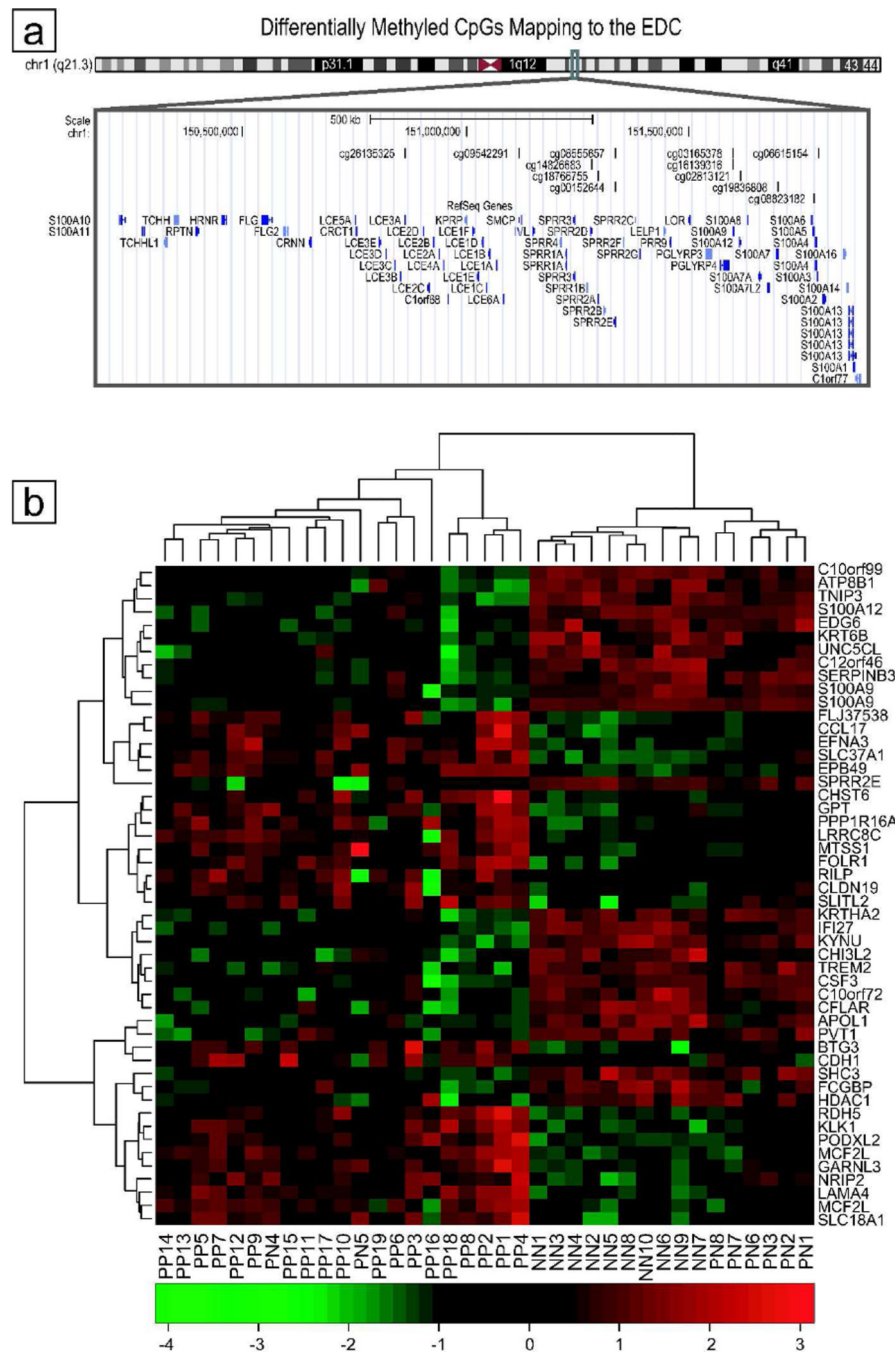 a
Differentially Methyled CpGs Mapping to the EDC
chr1 (q21.3) p31.1 1q12 q41 43 44
Scale 500 kb
chr1: 150,500,000 151,000,000 151,500,000
cg26135325 cg09542291 cg08555657 cg03165378 cg06615154
cg14826683 cg16139316
cg18766755 cg02813121
cg00152644 cg19836808
cg08823182
RefSeq Genes
S100A10 TCHH HRNR FLG LCE5A LCE3A KPRP SMCP SPRR3 SPRR2C LOR S100A8 S100A6
S100A11 RPTN FLG2 CRCT1 LCE2D LCE1F IVL SPRR2D LELP1 S100A9 S100A5
TCHHL1 CRNN LCE3E LCE2B LCE1D SPRR4 SPRR2F PRR9 S100A12 S100A4
LCE3D LCE2A LCE1B SPRR1A SPRR2G PGLYRP3 S100A7 S100A16
LCE3C LCE4A LCE1A SPRR1A PGLYRP4 S100A4
LCE3B LCE1E SPRR3 S100A7A S100A3
LCE2C LCE1C SPRR1B S100A7L2 S100A14
C1orf68 LCE6A SPRR2A S100A2
SPRR2B S100A13
SPRR2E S100A13
S100A13
S100A13
S100A1
C1orf77
b
C10orf99
ATP8B1
TNIP3
S100A12
EDG6
KRT6B
UNC5CL
C12orf46
SERPINB3
S100A9
S100A9
FLJ37538
CCL17
EFNA3
SLC37A1
EPB49
SPRR2E
CHST6
GPT
PPP1R16A
LRRC8C
MTSS1
FOLR1
RILP
CLDN19
SLITL2
KRTHA2
IFI27
KYNU
CHI3L2
TREM2
CSF3
C10orf72
CFLAR
APOL1
PVT1
BTG3
CDH1
SHC3
FCGBP
HDAC1
RDH5
KLK1
PODXL2
MCF2L
GARNL3
NRIP2
LAMA4
MCF2L
SLC18A1
PP14 PP13 PP5 PP7 PP12 PP9 PN4 PP15 PP11 PP17 PP10 PN5 PP19 PP6 PP3 PP16 PP18 PP8 PP2 PP1 PP4 NN1 NN3 NN4 NN2 NN5 NN8 NN10 NN6 NN9 NN7 PN8 PN7 PN6 PN3 PN2 PN1
-4 -3 -2 -1 0 1 2 3